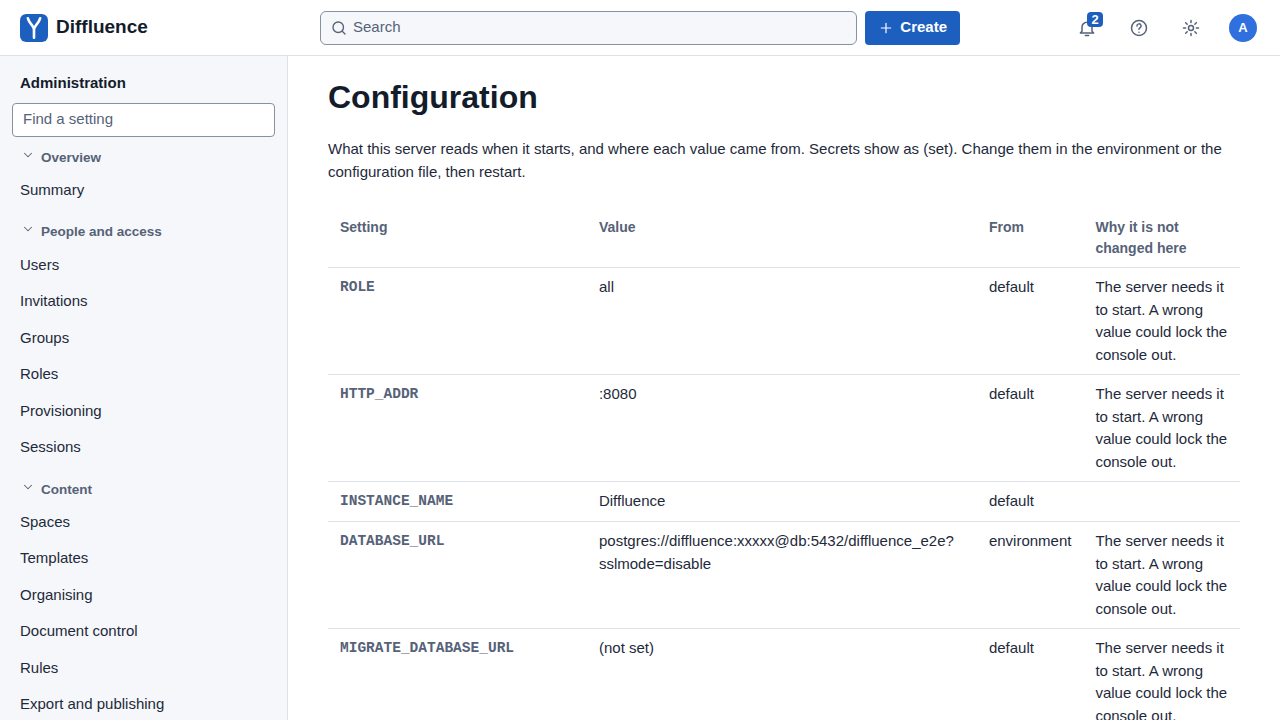 Diffluence
Search
Create
2
A
Administration
Find a setting
Overview
Summary
People and access
Users
Invitations
Groups
Roles
Provisioning
Sessions
Content
Spaces
Templates
Organising
Document control
Rules
Export and publishing
Configuration
What this server reads when it starts, and where each value came from. Secrets show as (set). Change them in the environment or the
configuration file, then restart.
Setting Value From Why it is not
changed here
ROLE all default The server needs it
to start. A wrong
value could lock the
console out.
HTTP_ADDR :8080 default The server needs it
to start. A wrong
value could lock the
console out.
INSTANCE_NAME Diffluence default
DATABASE_URL postgres://diffluence:xxxxx@db:5432/diffluence_e2e? environment The server needs it
sslmode=disable to start. A wrong
value could lock the
console out.
MIGRATE_DATABASE_URL (not set) default The server needs it
to start. A wrong
value could lock the
console out.